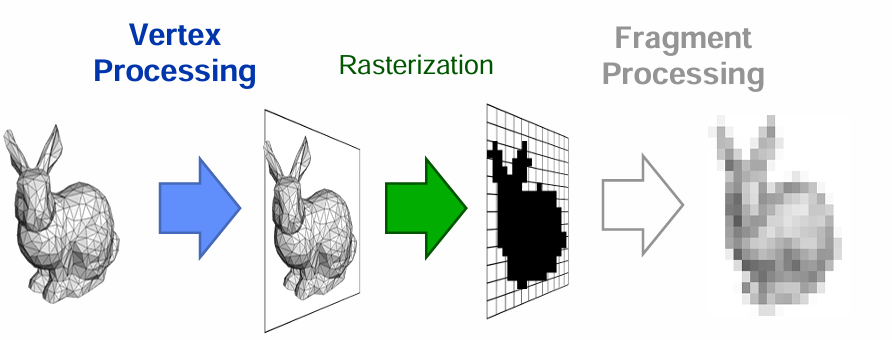 Vertex
Processing
Rasterization
Fragment
Processing